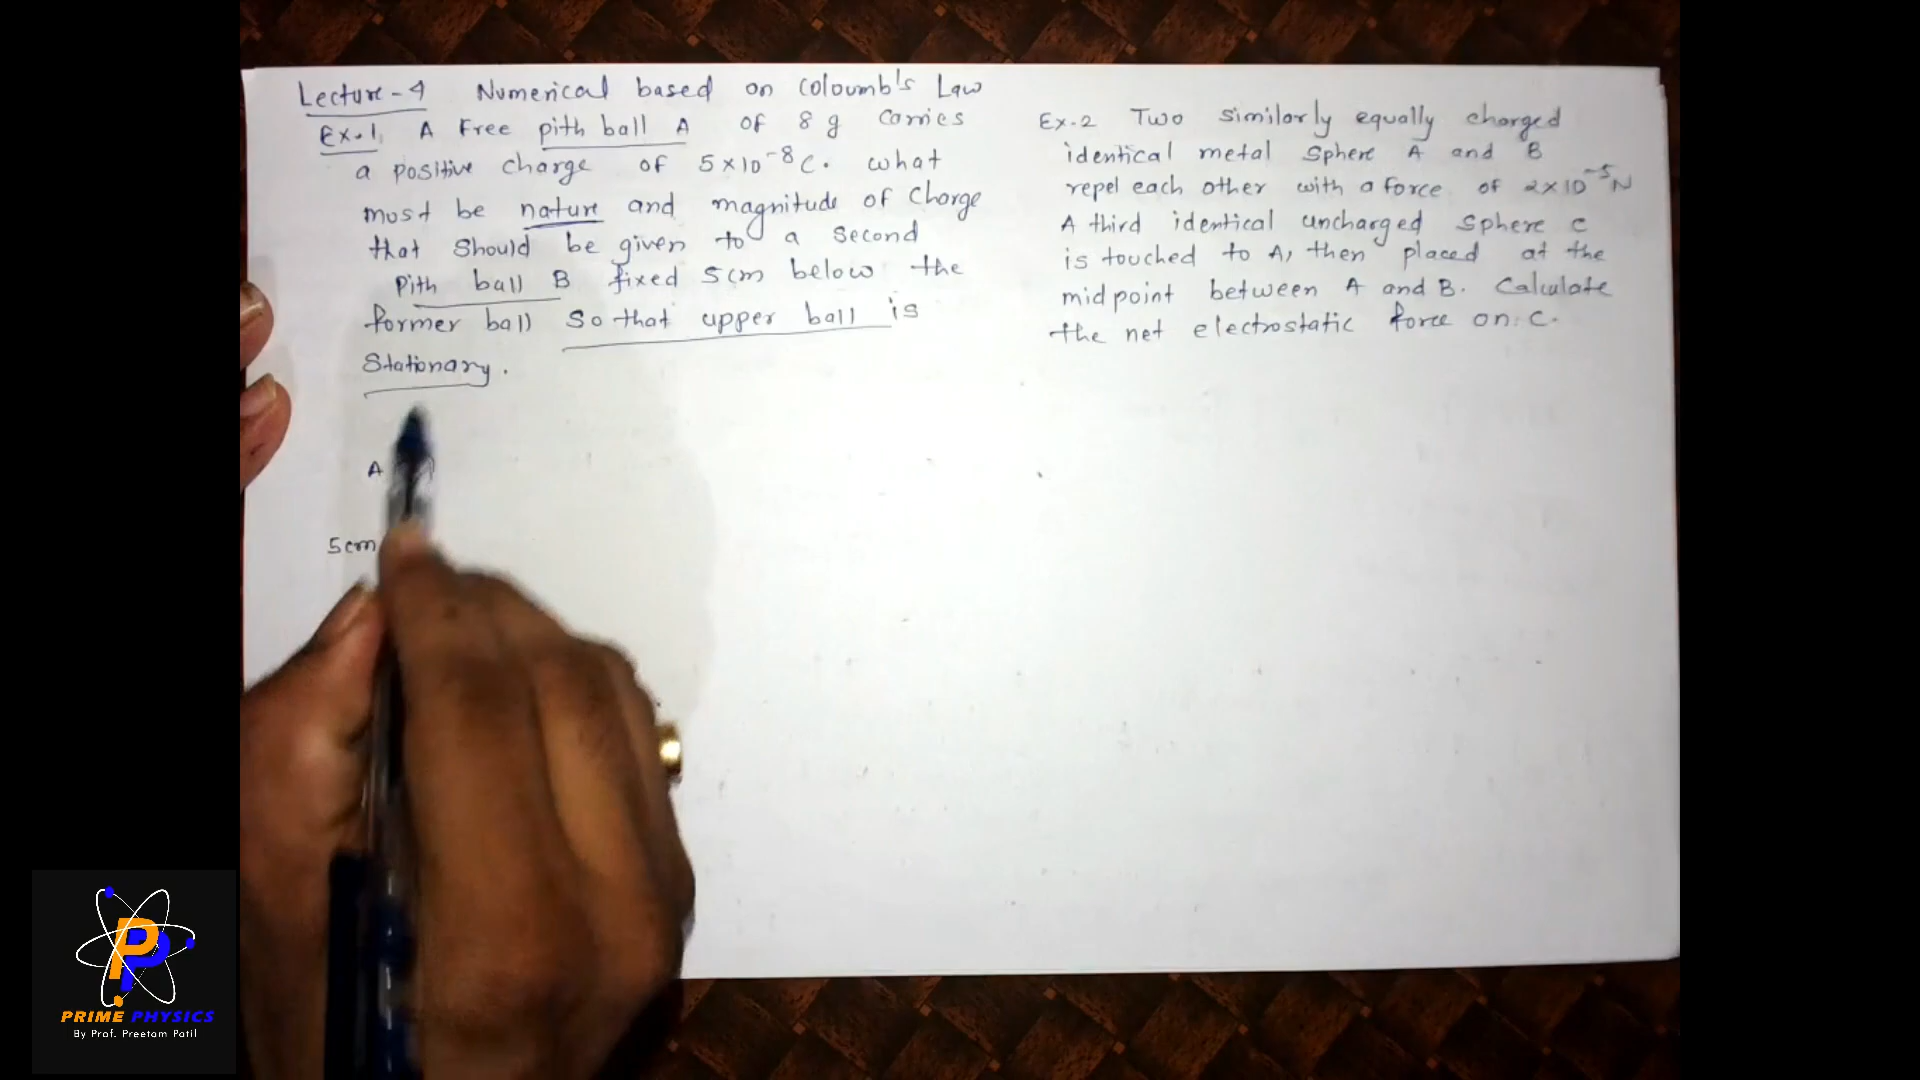 Lecture-4 Numerical based on Coloumb's Law
Ex.1. A Free pith ball A of 8 g carries
a positive charge of 5×10⁻⁸C. what
must be nature and magnitude of charge
that should be given to a second
Pith ball B fixed 5cm below the
former ball so that upper ball is
Stationary.
A
5cm
Ex.2 Two similarly equally charged
identical metal sphere A and B
repel each other with a force of 2×10⁻⁵N
A third identical uncharged sphere C
is touched to A, then placed at the
midpoint between A and B. Calculate
the net electrostatic force on C.
PP
PRIME PHYSICS
By Prof. Preetam Patil